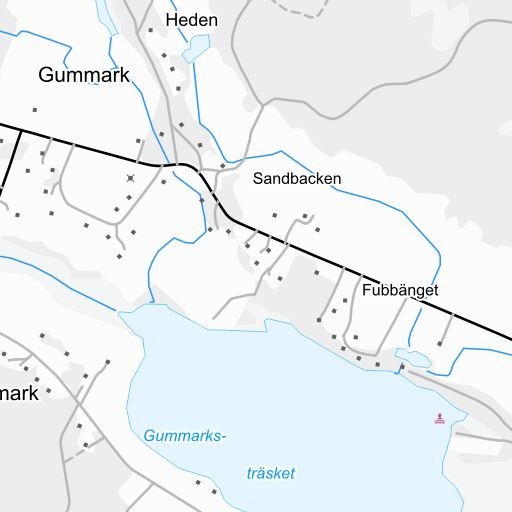 Heden
Gummark
Sandbacken
Fubbänget
mark
Gummarks-
träsket